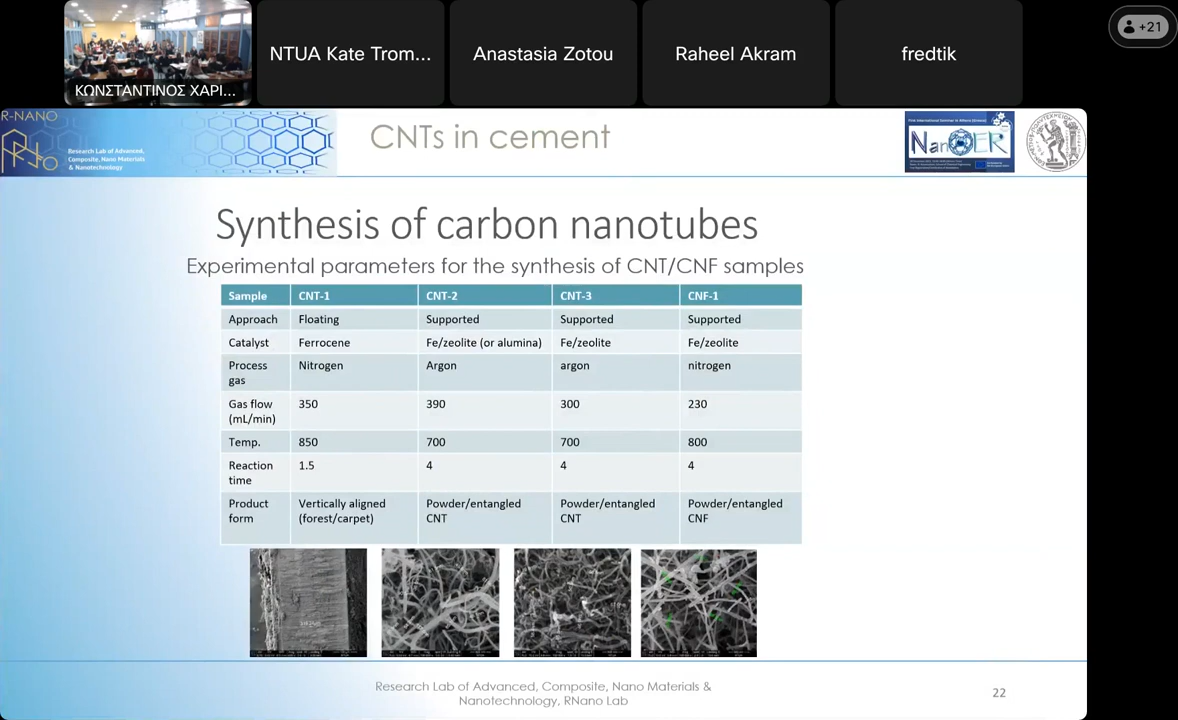 +21
ΚΩΝΣΤΑΝΤΙΝΟΣ ΧΑΡΙ...
NTUA Kate Trom...
Anastasia Zotou
Raheel Akram
fredtik
R-NANO
Research Lab of Advanced,
Composite, Nano Materials
& Nanotechnology
CNTs in cement
NanOER
Synthesis of carbon nanotubes
Experimental parameters for the synthesis of CNT/CNF samples
Sample CNT-1 CNT-2 CNT-3 CNF-1
Approach Floating Supported Supported Supported
Catalyst Ferrocene Fe/zeolite (or alumina) Fe/zeolite Fe/zeolite
Process gas Nitrogen Argon argon nitrogen
Gas flow (mL/min) 350 390 300 230
Temp. 850 700 700 800
Reaction time 1.5 4 4 4
Product form Vertically aligned (forest/carpet) Powder/entangled CNT Powder/entangled CNT Powder/entangled CNF
Research Lab of Advanced, Composite, Nano Materials &
Nanotechnology, RNano Lab
22